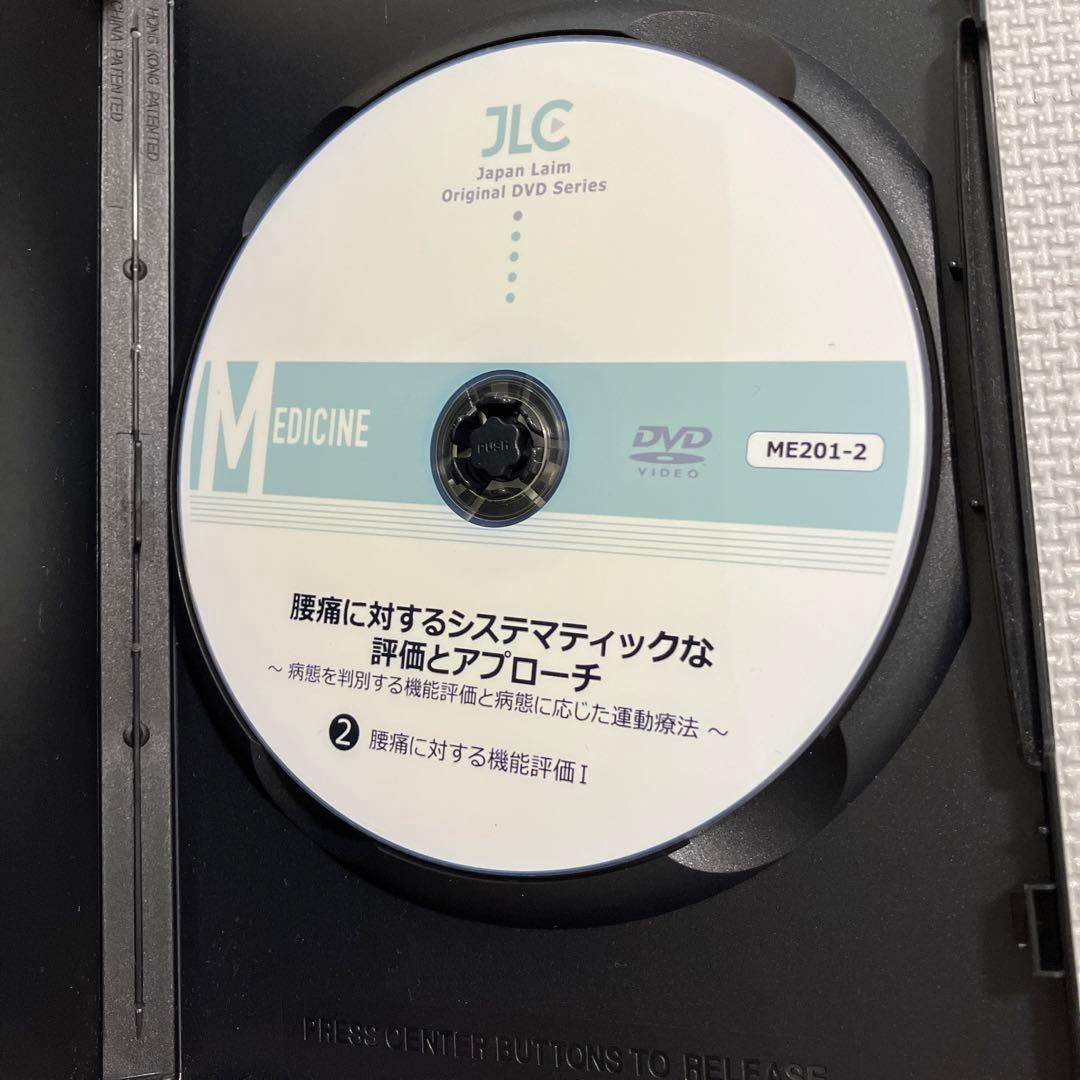 HONG KONG PATENTED
CHINA PATENTED
JLC
Japan Laim
Original DVD Series
MEDICINE
PUSH
DVD
VIDEO
ME201-2
腰痛に対するシステマティックな
評価とアプローチ
～ 病態を判別する機能評価と病態に応じた運動療法 ～
❷ 腰痛に対する機能評価Ⅰ
PRESS CENTER BUTTONS TO RELEASE